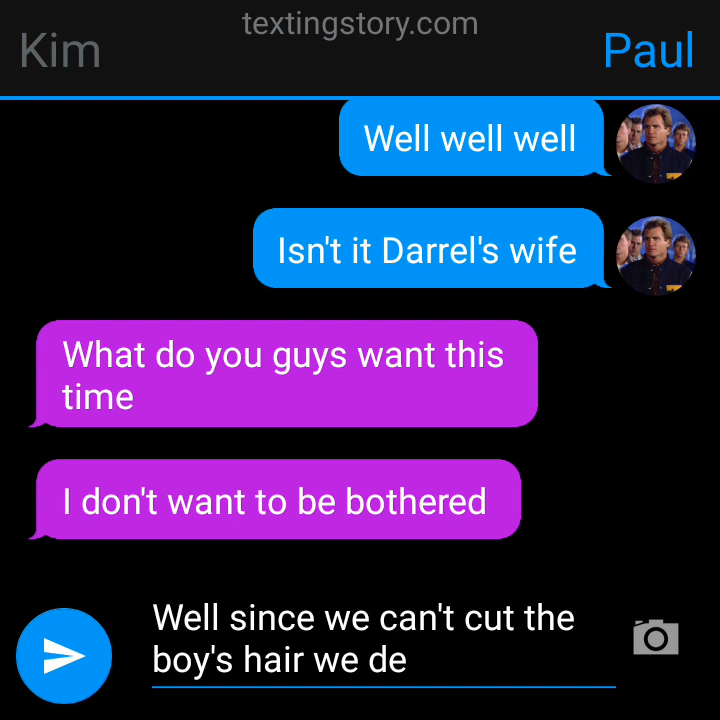 textingstory.com
Kim
Paul
Well well well
Isn't it Darrel's wife
What do you guys want this
time
I don't want to be bothered
Well since we can't cut the
boy's hair we de